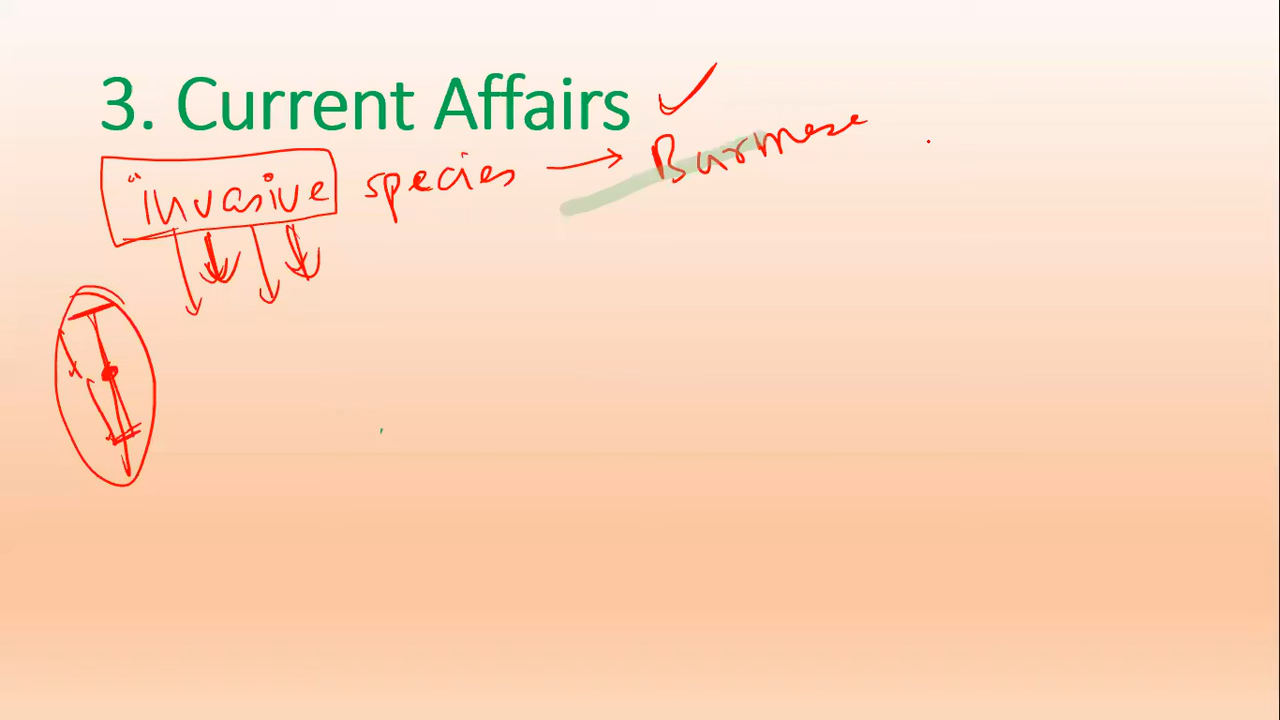 3. Current Affairs
"invasive species → Burmese